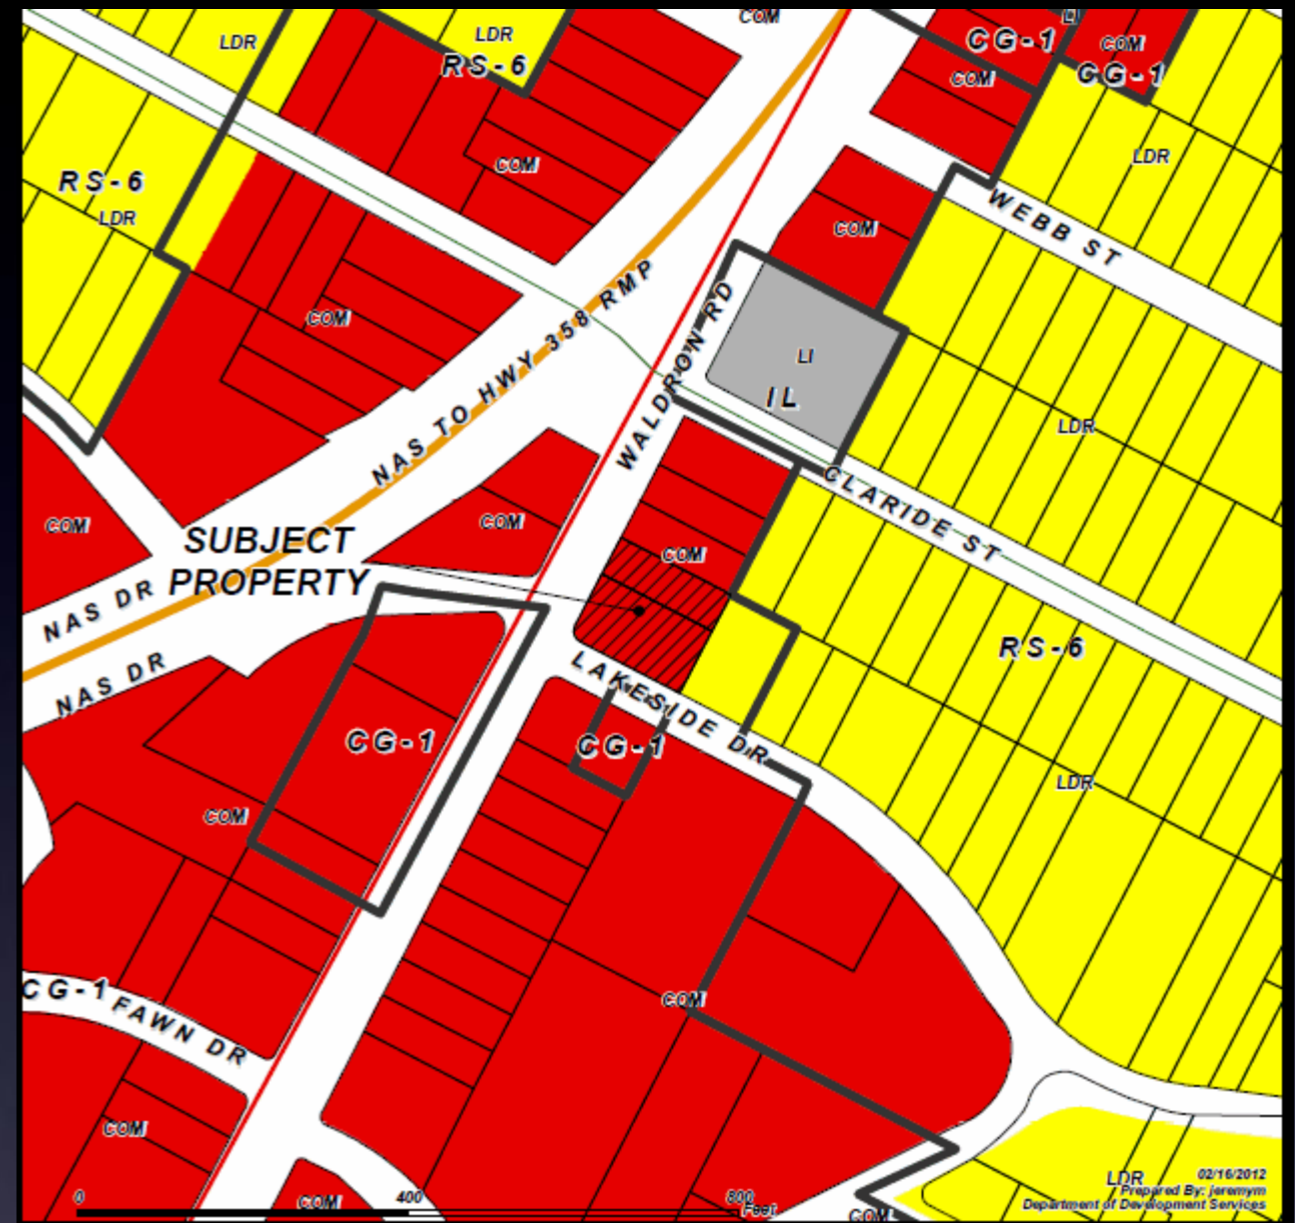 COM
LI
LDR
LDR
CG-1
COM
RS-6
COM
CG-1
COM
LDR
RS-6
LDR
WEBB ST
COM
NAS TO HWY 358 RMP
WALDRON RD
COM
LI
IL
LDR
CLARIDE ST
COM
COM
COM
SUBJECT
PROPERTY
NAS DR
NAS DR
RS-6
LAKESIDE DR
CG-1
CG-1
LDR
COM
CG-1
COM
FAWN DR
COM
LDR
02/16/2012
Prepared By: jeremym
Department of Development Services
0
400
800
Feet
COM
COM